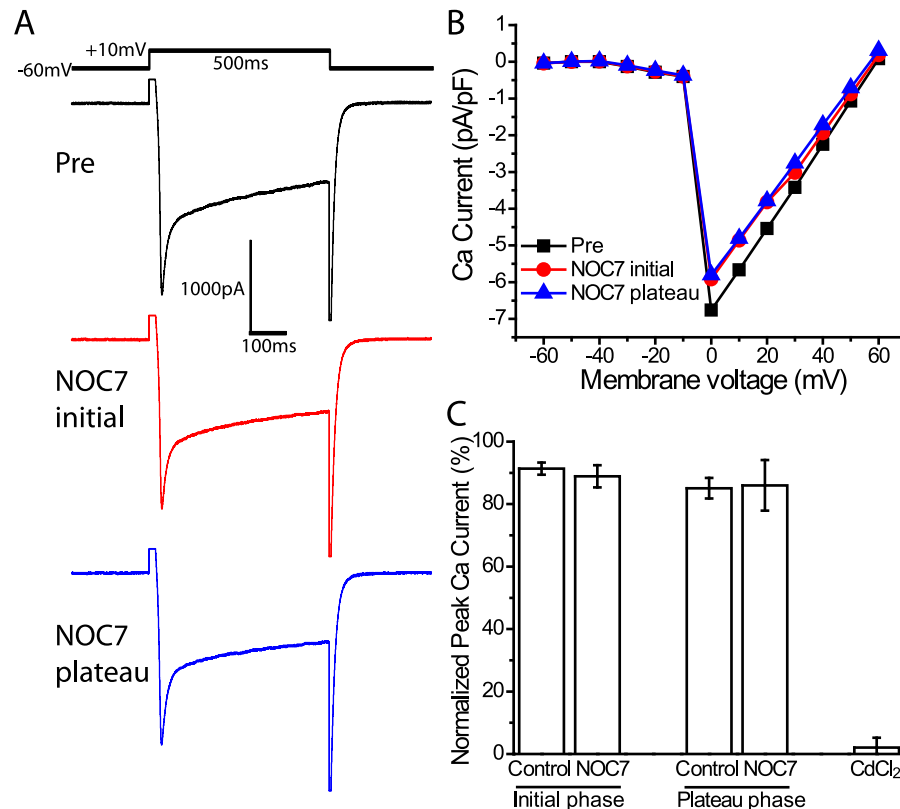 A
+10mV
-60mV
500ms
Pre
1000pA
100ms
NOC7
initial
NOC7
plateau
B
Ca Current (pA/pF)
0
-1
-2
-3
-4
-5
-6
-7
Pre
NOC7 initial
NOC7 plateau
-60 -40 -20 0 20 40 60
Membrane voltage (mV)
C
Normalized Peak Ca Current (%)
100
80
60
40
20
0
Control NOC7 Control NOC7 CdCl2
Initial phase Plateau phase